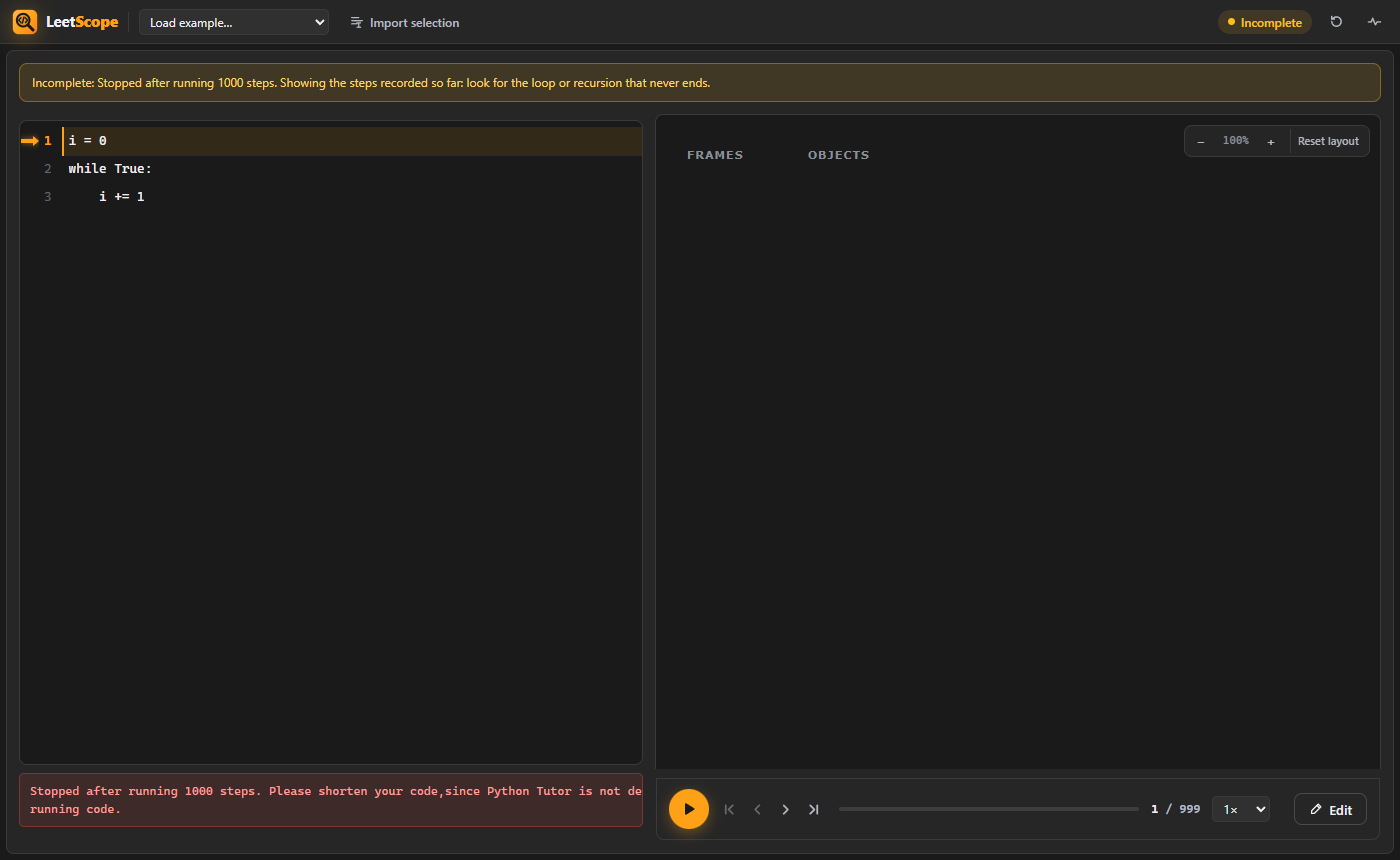 LeetScope
Load example...
Import selection
Incomplete
Incomplete: Stopped after running 1000 steps. Showing the steps recorded so far: look for the loop or recursion that never ends.
1 i = 0
2 while True:
3     i += 1
FRAMES
OBJECTS
– 100% + Reset layout
Stopped after running 1000 steps. Please shorten your code,since Python Tutor is not de
running code.
1 / 999
1×
Edit